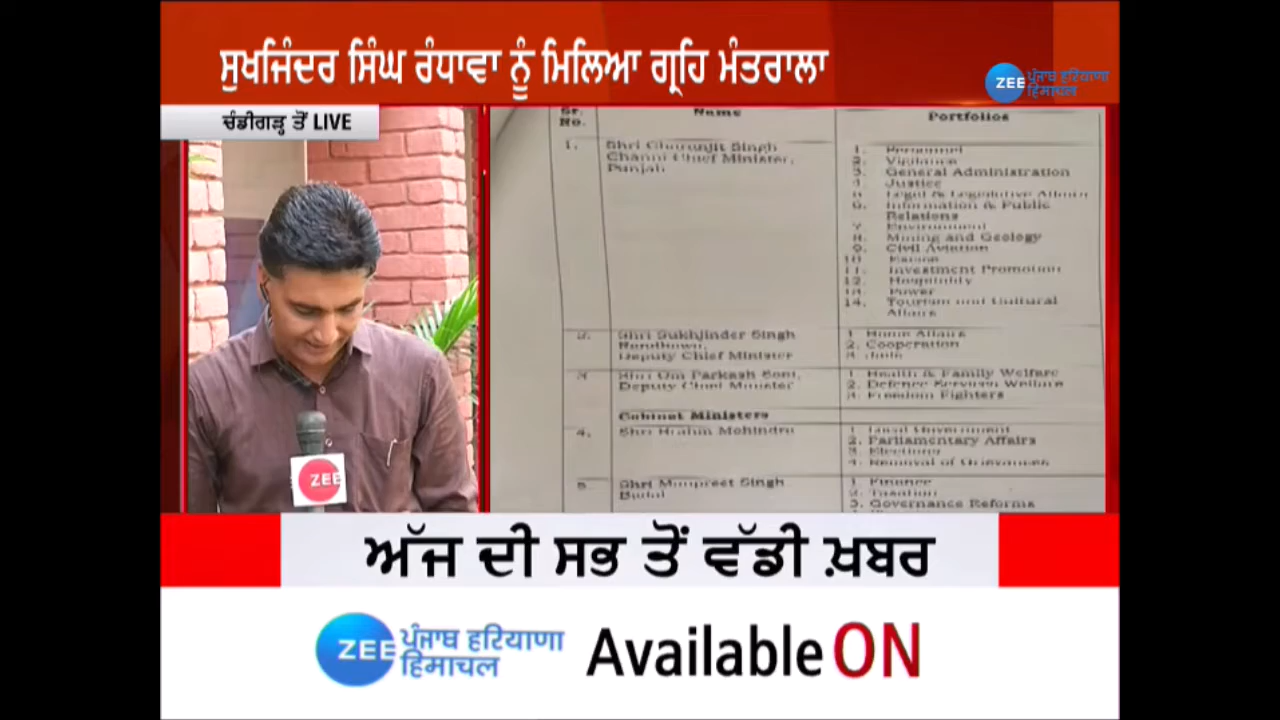 ਸੁਖਜਿੰਦਰ ਸਿੰਘ ਰੰਧਾਵਾ ਨੂੰ ਮਿਲਿਆ ਗ੍ਰਹਿ ਮੰਤਰਾਲਾ
ZEE ਪੰਜਾਬ ਹਰਿਆਣਾ
ਹਿਮਾਚਲ
ਚੰਡੀਗੜ੍ਹ ਤੋਂ LIVE
Sr. No. Name Portfolios
1. Shri Charanjit Singh
Channi Chief Minister,
Punjab
1. Personnel
2. Vigilance
3. General Administration
4. Justice
5. Legal & Legislative Affairs
6. Information & Public
Relations
7. Environment
8. Mining and Geology
9. Civil Aviation
10. Excise
11. Investment Promotion
12. Hospitality
13. Power
14. Tourism and Cultural
Affairs
2. Shri Sukhjinder Singh
Randhawa,
Deputy Chief Minister
1. Home Affairs
2. Cooperation
3. Jails
3. Shri Om Parkash Soni,
Deputy Chief Minister
1. Health & Family Welfare
2. Defence Services Welfare
3. Freedom Fighters
Cabinet Ministers
4. Shri Brahm Mohindra
1. Local Government
2. Parliamentary Affairs
3. Elections
4. Removal of Grievances
5. Shri Manpreet Singh
Badal
1. Finance
2. Taxation
3. Governance Reforms
ZEE
ਅੱਜ ਦੀ ਸਭ ਤੋਂ ਵੱਡੀ ਖ਼ਬਰ
ZEE ਪੰਜਾਬ ਹਰਿਆਣਾ
ਹਿਮਾਚਲ
Available ON